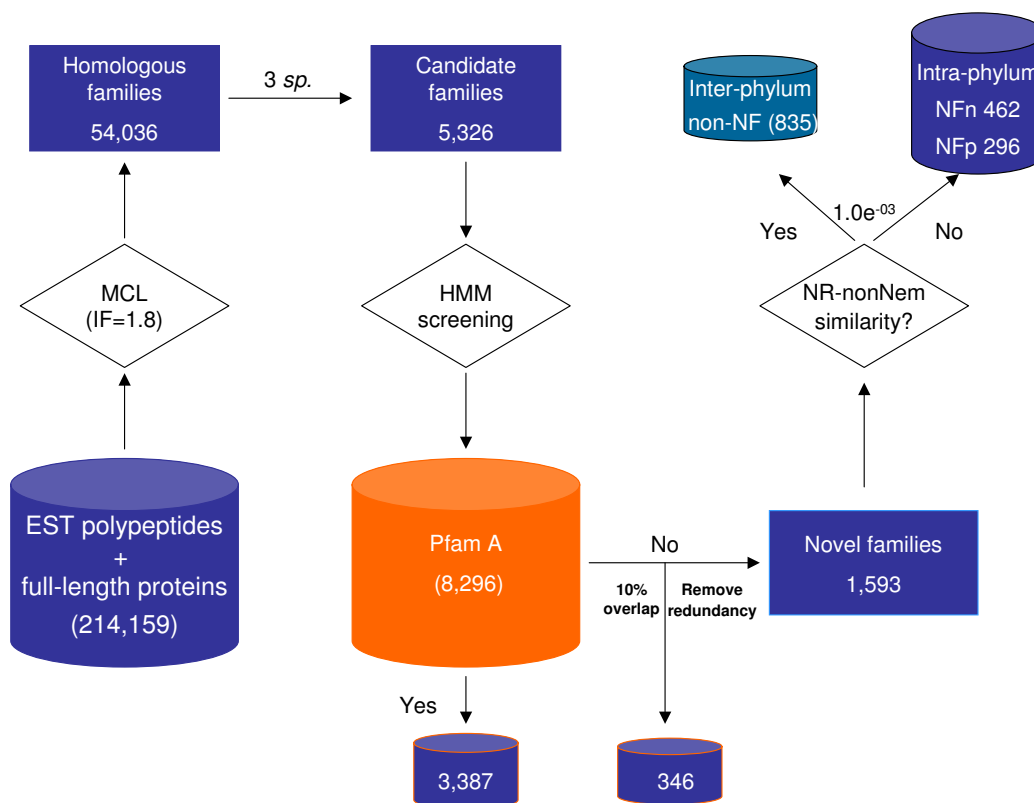 Homologous
families
54,036
3 sp.
Candidate
families
5,326
Inter-phylum
non-NF (835)
Intra-phylum
NFn 462
NFp 296
1.0e-03
Yes
No
MCL
(IF=1.8)
HMM
screening
NR-nonNem
similarity?
EST polypeptides
+
full-length proteins
(214,159)
Pfam A
(8,296)
No
10%
overlap
Remove
redundancy
Novel families
1,593
Yes
3,387
346